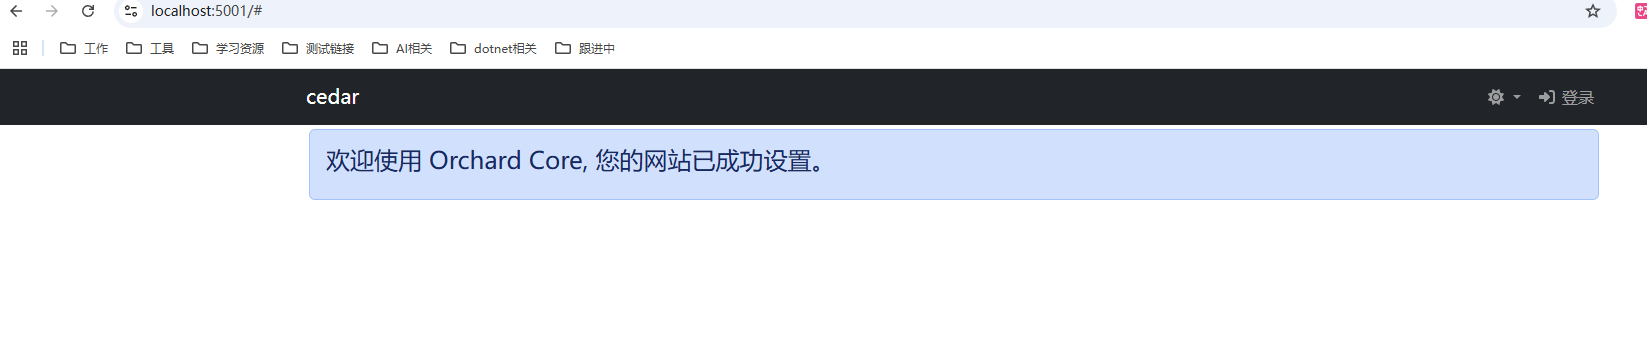 localhost:5001/#
工作 工具 学习资源 测试链接 AI相关 dotnet相关 跟进中
cedar 登录
欢迎使用 Orchard Core, 您的网站已成功设置。